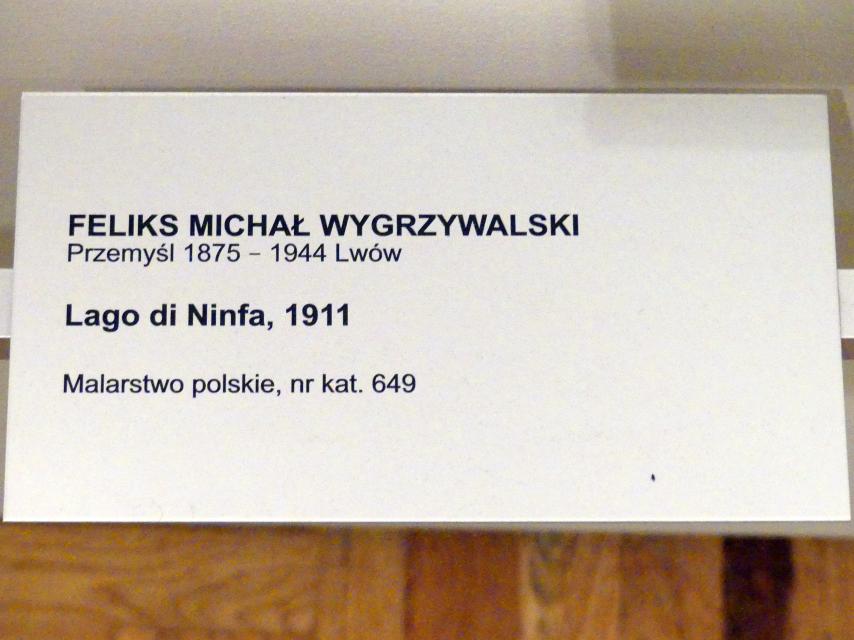 FELIKS MICHAŁ WYGRZYWALSKI
Przemyśl 1875 – 1944 Lwów
Lago di Ninfa, 1911
Malarstwo polskie, nr kat. 649